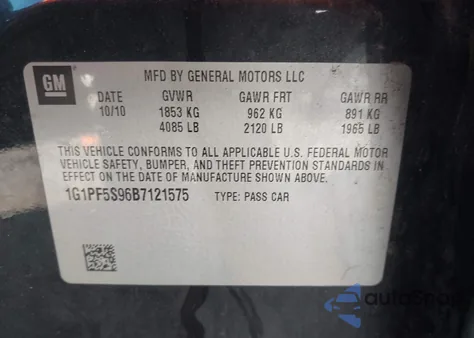 GM
MFD BY GENERAL MOTORS LLC
DATE GVWR GAWR FRT GAWR RR
10/10 1853 KG 962 KG 891 KG
4085 LB 2120 LB 1965 LB
THIS VEHICLE CONFORMS TO ALL APPLICABLE U.S. FEDERAL MOTOR
VEHICLE SAFETY, BUMPER, AND THEFT PREVENTION STANDARDS IN
EFFECT ON THE DATE OF MANUFACTURE SHOWN ABOVE.
1G1PF5S96B7121575 TYPE: PASS CAR